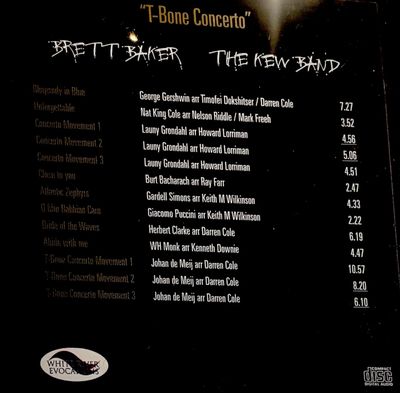 "T-Bone Concerto"
BRETT BAKER THE KEW BAND
Rhapsody in Blue George Gershwin arr Timofei Dokshitser / Darren Cole 7.27
Unforgettable Nat King Cole arr Nelson Riddle / Mark Freeh 3.52
Concerto Movement 1 Launy Grondahl arr Howard Lorriman 4.56
Concerto Movement 2 Launy Grondahl arr Howard Lorriman 5.06
Concerto Movement 3 Launy Grondahl arr Howard Lorriman 4.51
Close to you Burt Bacharach arr Ray Farr 2.47
Atlantic Zephyrs Gardell Simons arr Keith M Wilkinson 4.33
O Mio Babbino Caro Giacomo Puccini arr Keith M Wilkinson 2.22
Bride of the Waves Herbert Clarke arr Darren Cole 6.19
Abide with me WH Monk arr Kenneth Downie 4.47
T-Bone Concerto Movement 1 Johan de Meij arr Darren Cole 10.57
T-Bone Concerto Movement 2 Johan de Meij arr Darren Cole 8.20
T-Bone Concerto Movement 3 Johan de Meij arr Darren Cole 6.10
WHITE RIVER
EVOCATIONS
COMPACT
disc
DIGITAL AUDIO